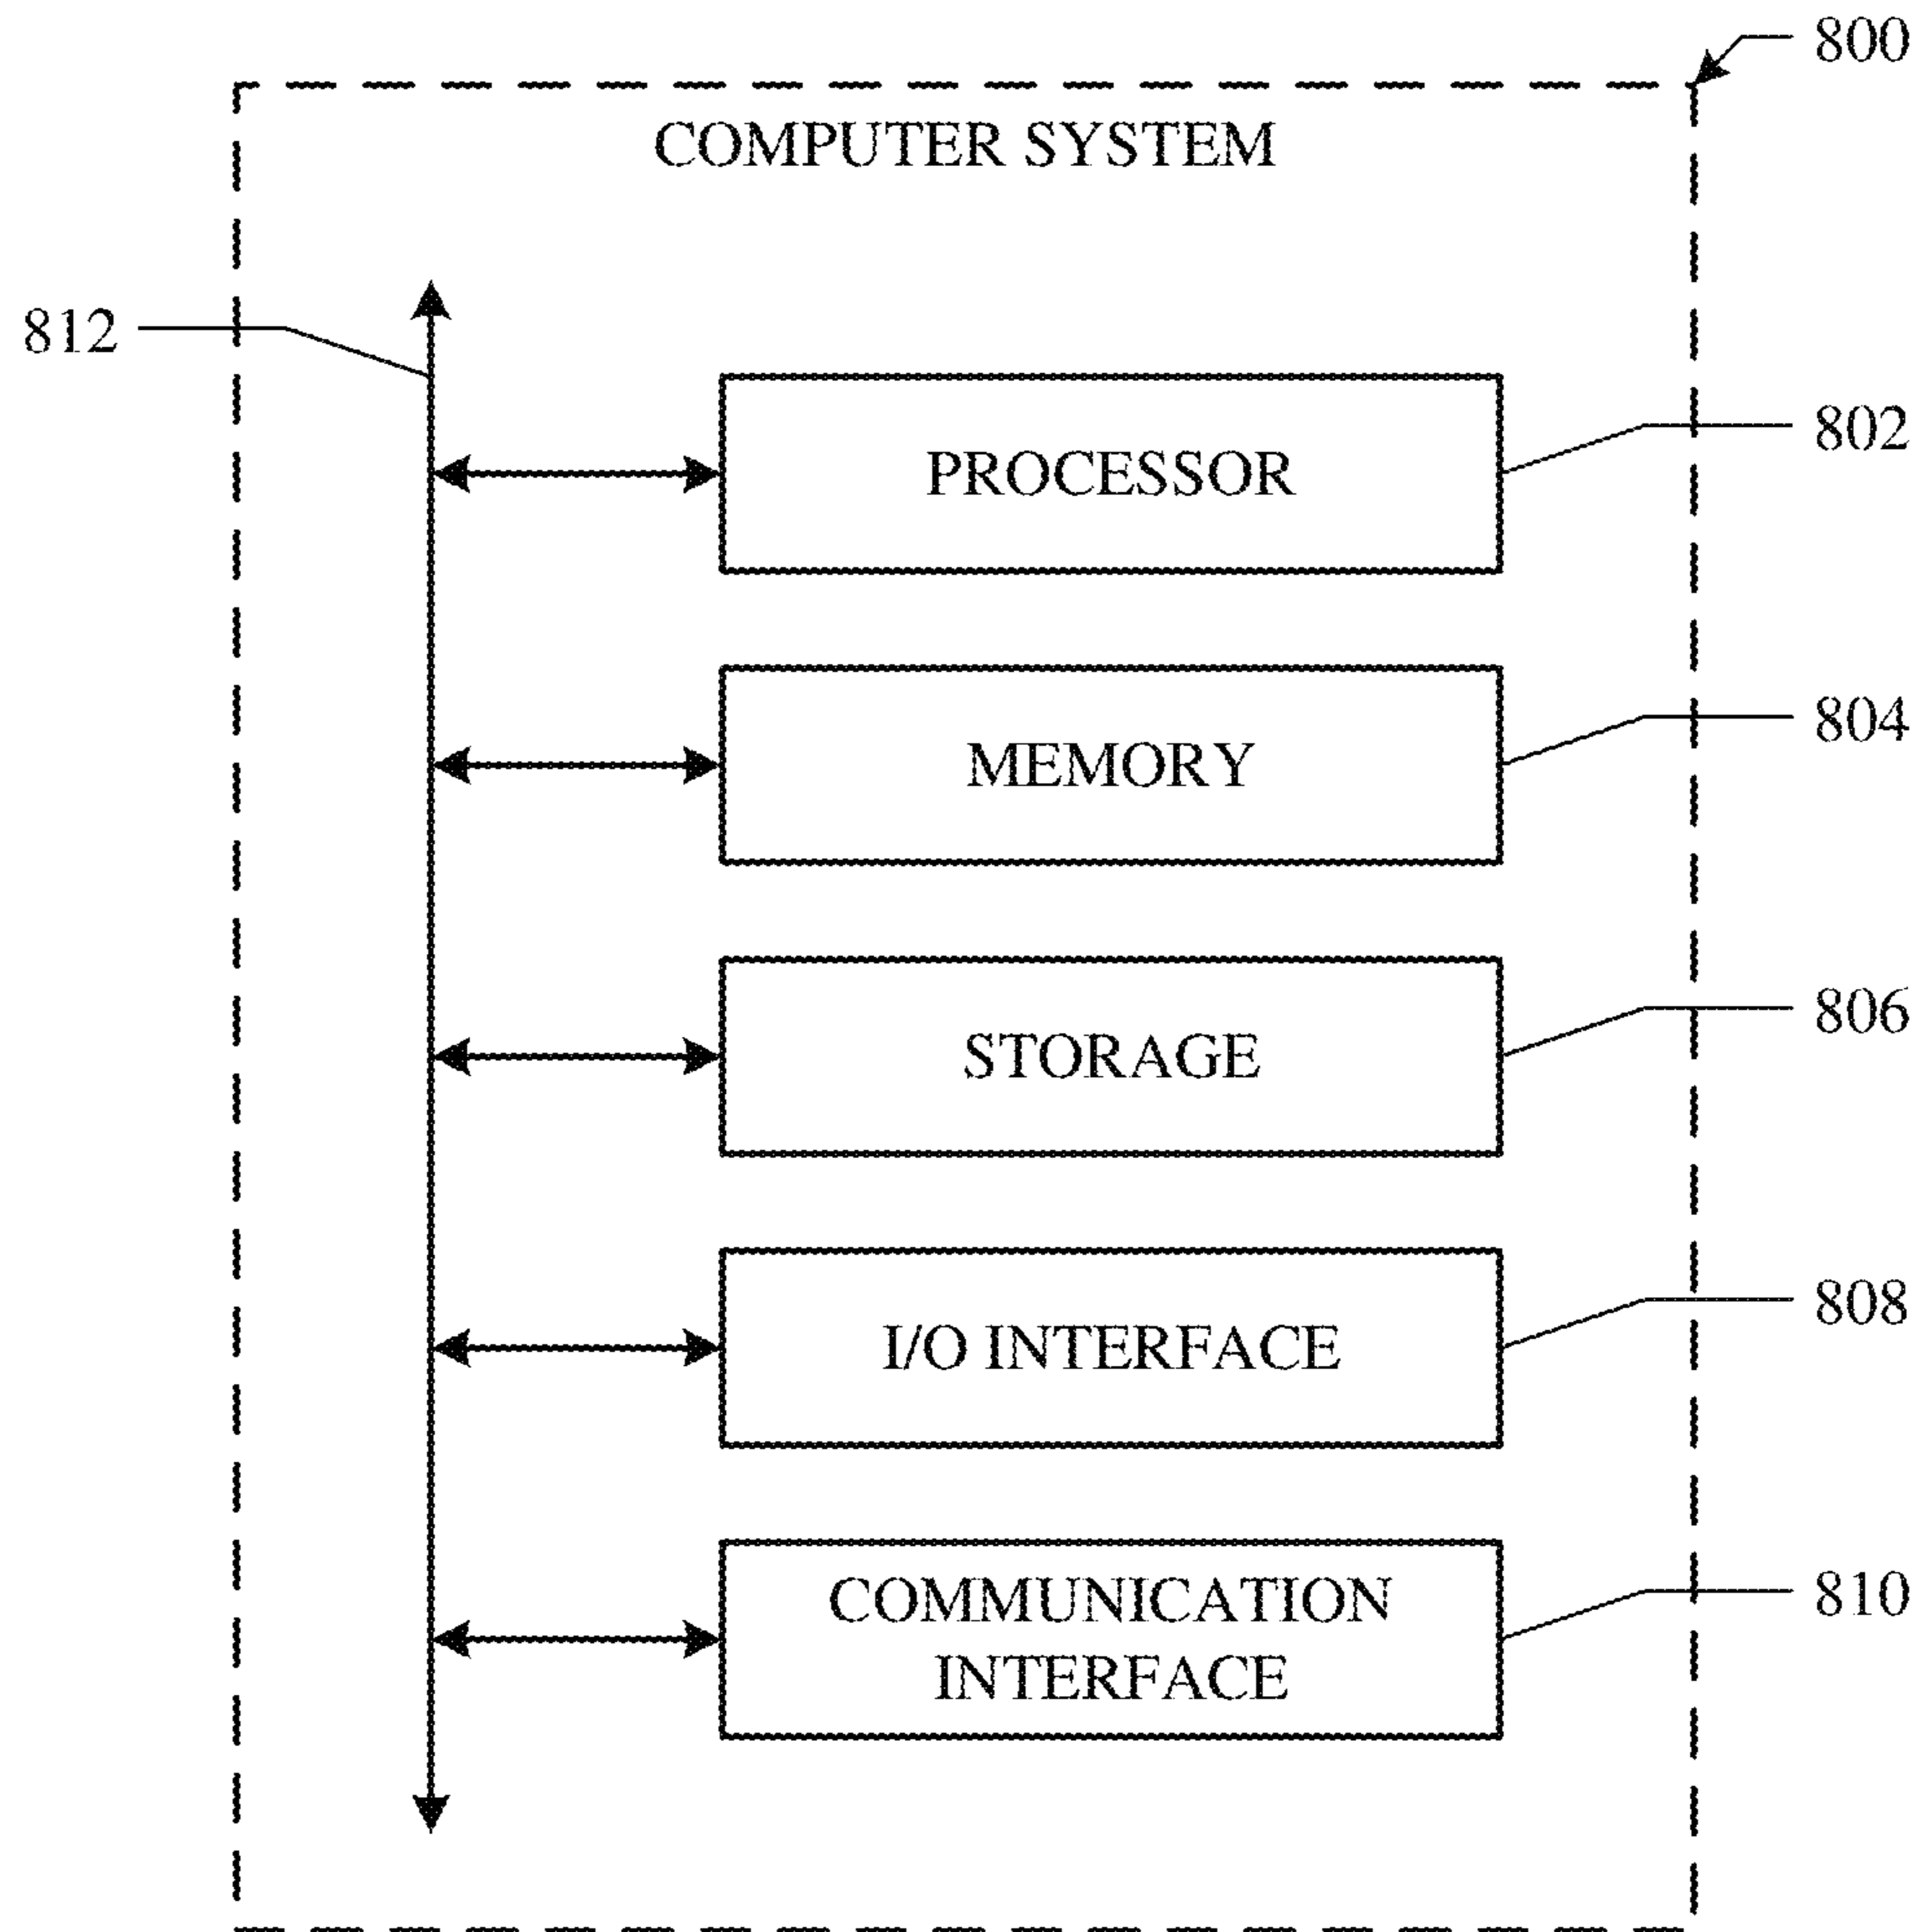 800
COMPUTER SYSTEM
812
PROCESSOR
802
MEMORY
804
STORAGE
806
I/O INTERFACE
808
COMMUNICATION
INTERFACE
810